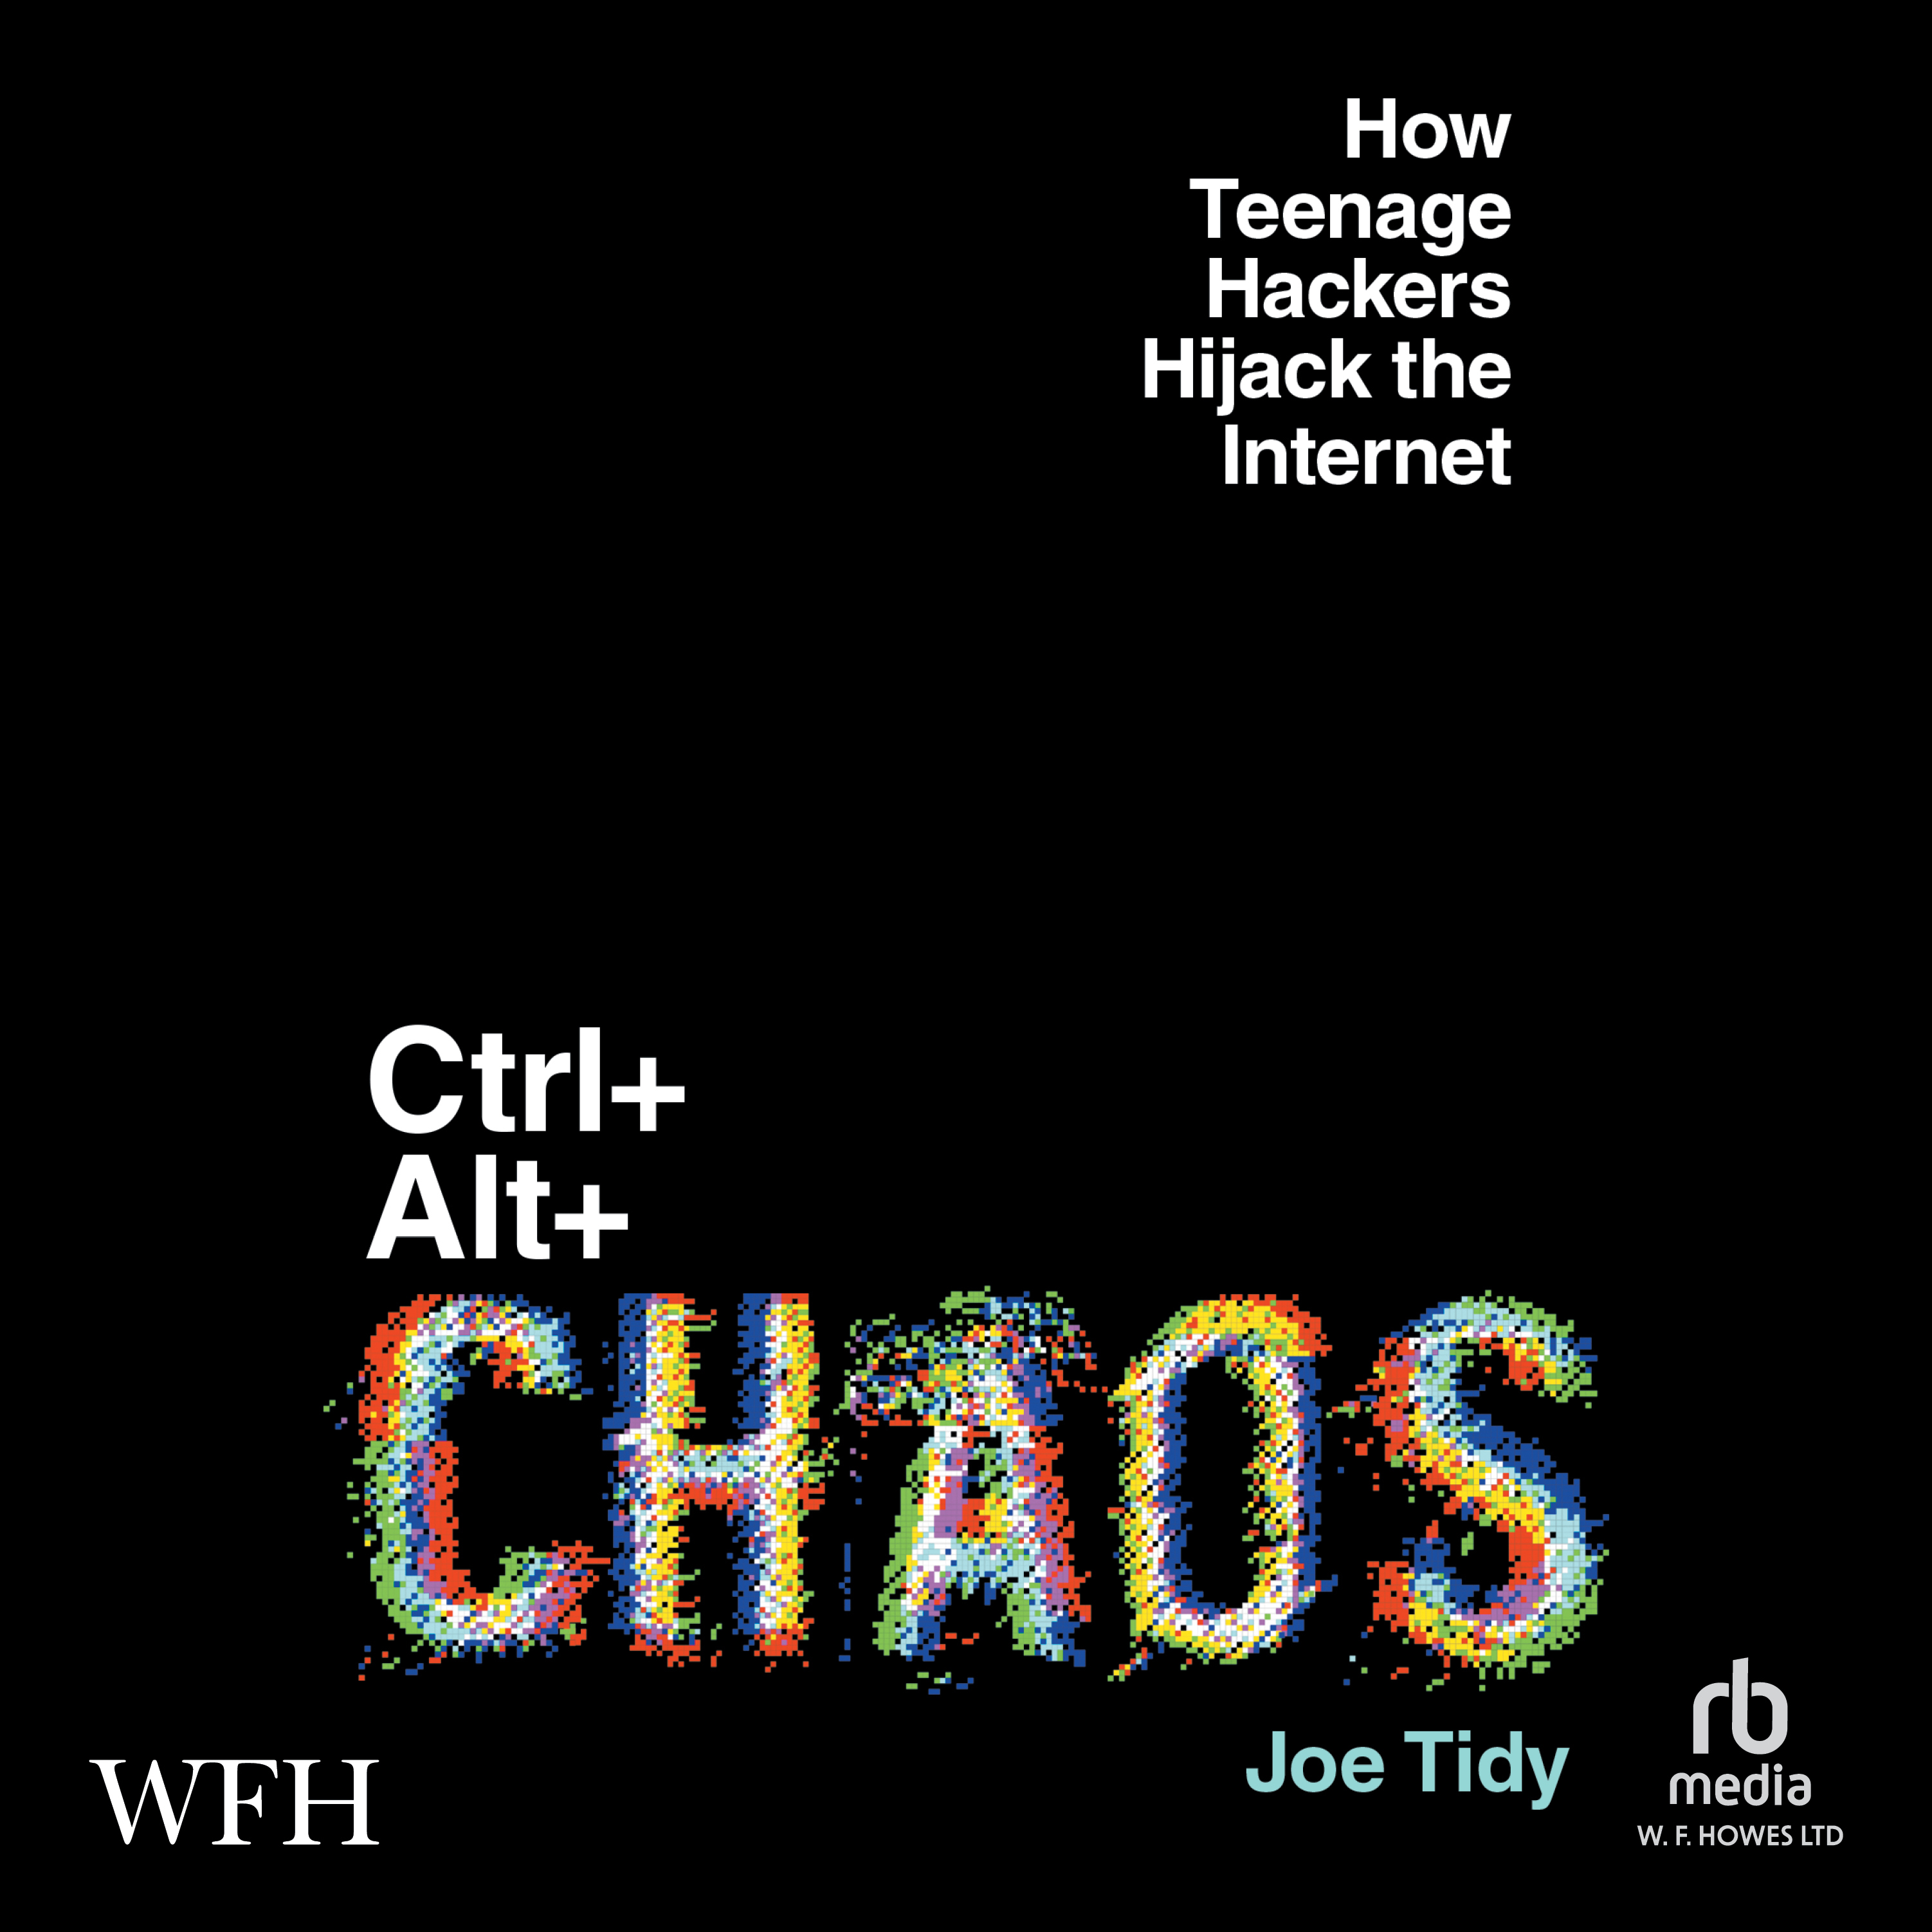 How
Teenage
Hackers
Hijack the
Internet
Ctrl+
Alt+
CHAOS
Joe Tidy
WFH
rb
media
W. F. HOWES LTD